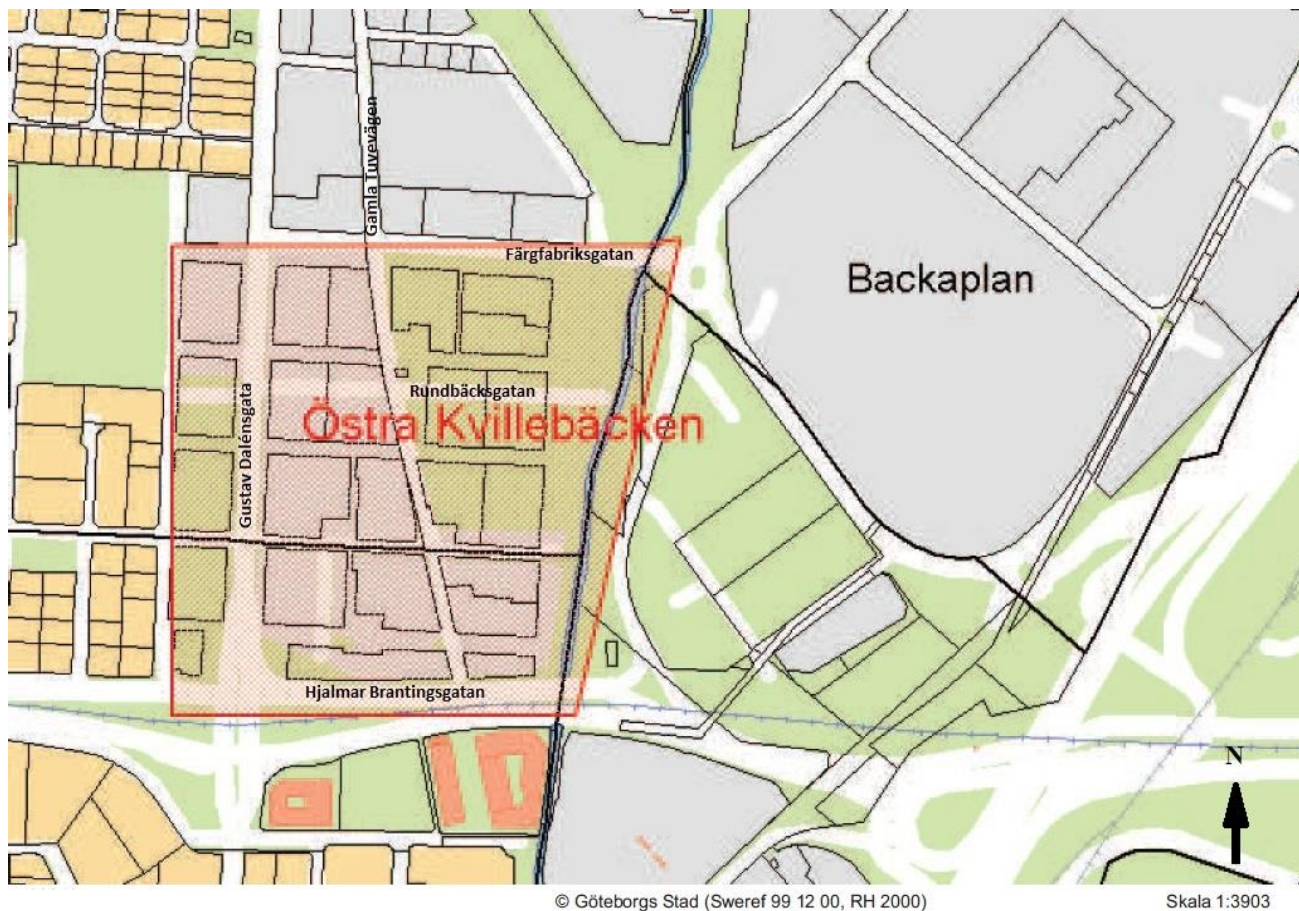 Gamla Tuvevägen
Färgfabriksgatan
Backaplan
Rundbäcksgatan
Östra Kvillebäcken
Gustav Dalénsgata
Hjalmar Brantingsgatan
N
© Göteborgs Stad (Sweref 99 12 00, RH 2000)
Skala 1:3903